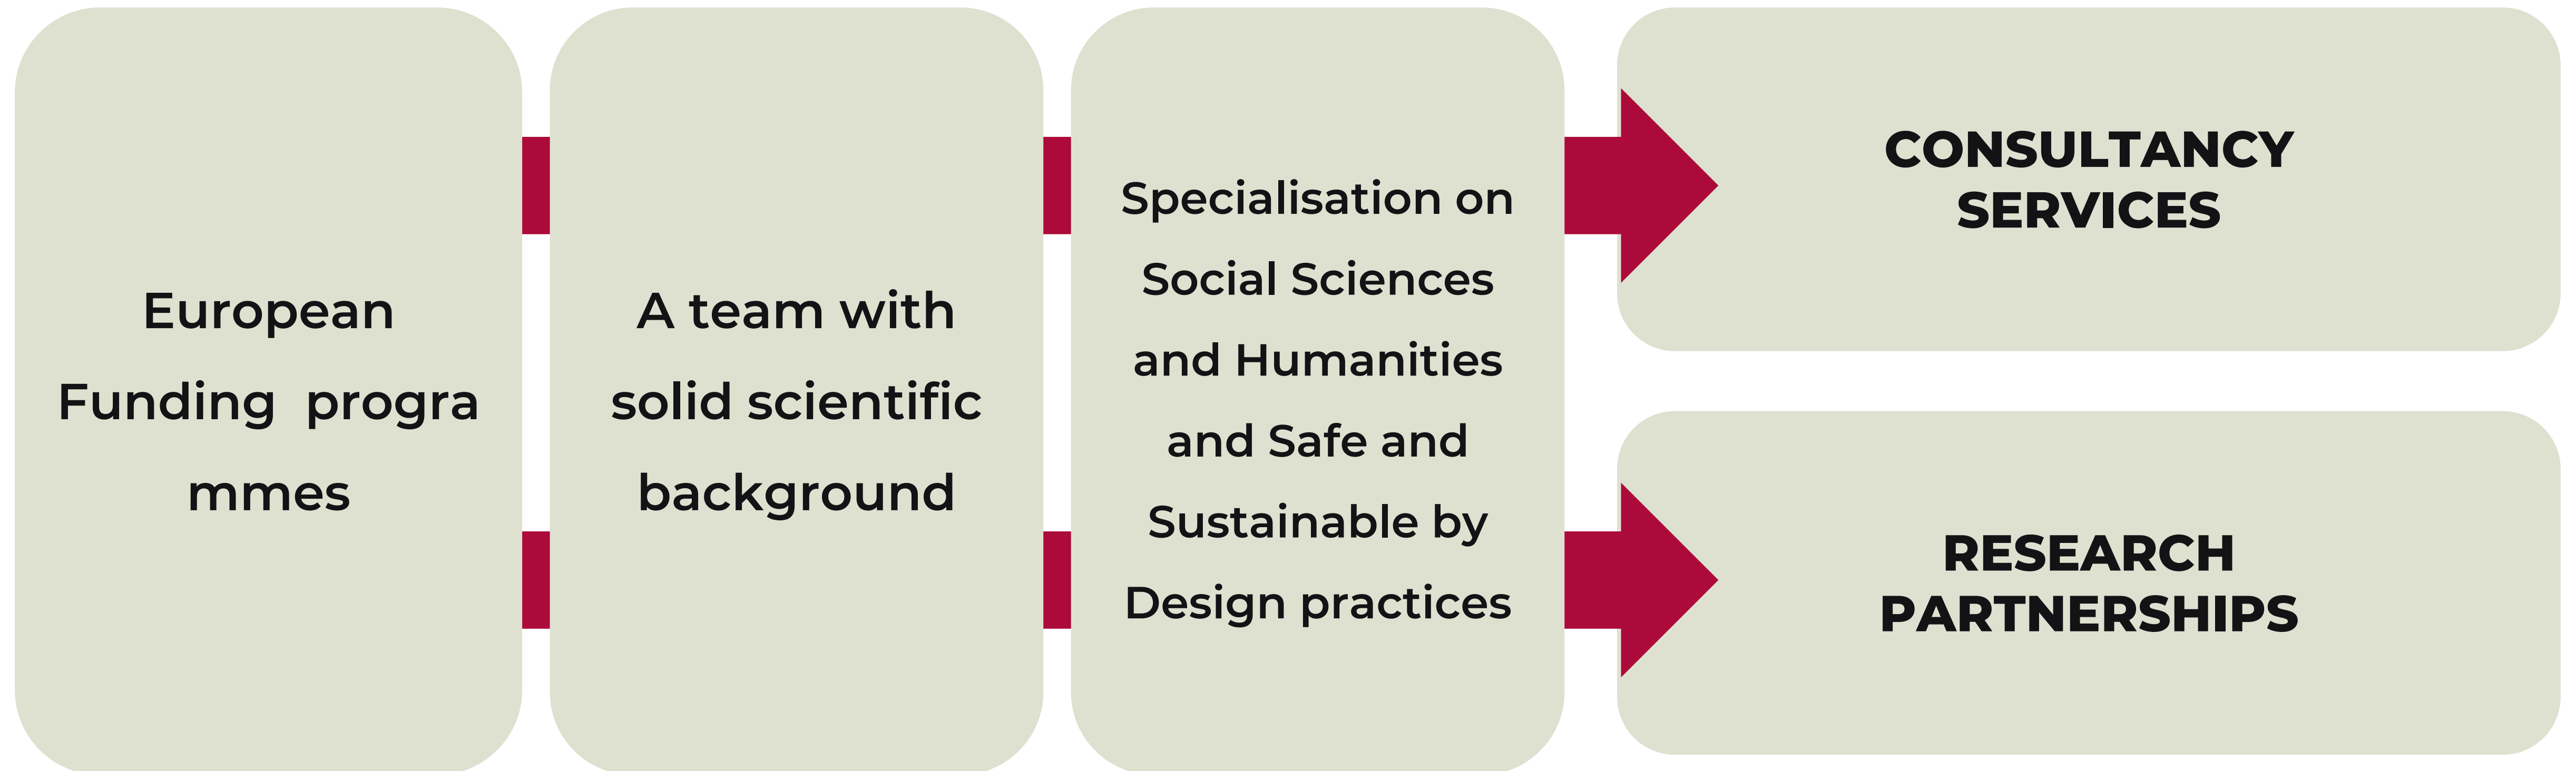 European
Funding  progra
mmes
A team with
solid scientific
background
Specialisation on
Social Sciences
and Humanities
and Safe and
Sustainable by
Design practices
CONSULTANCY
SERVICES
RESEARCH
PARTNERSHIPS